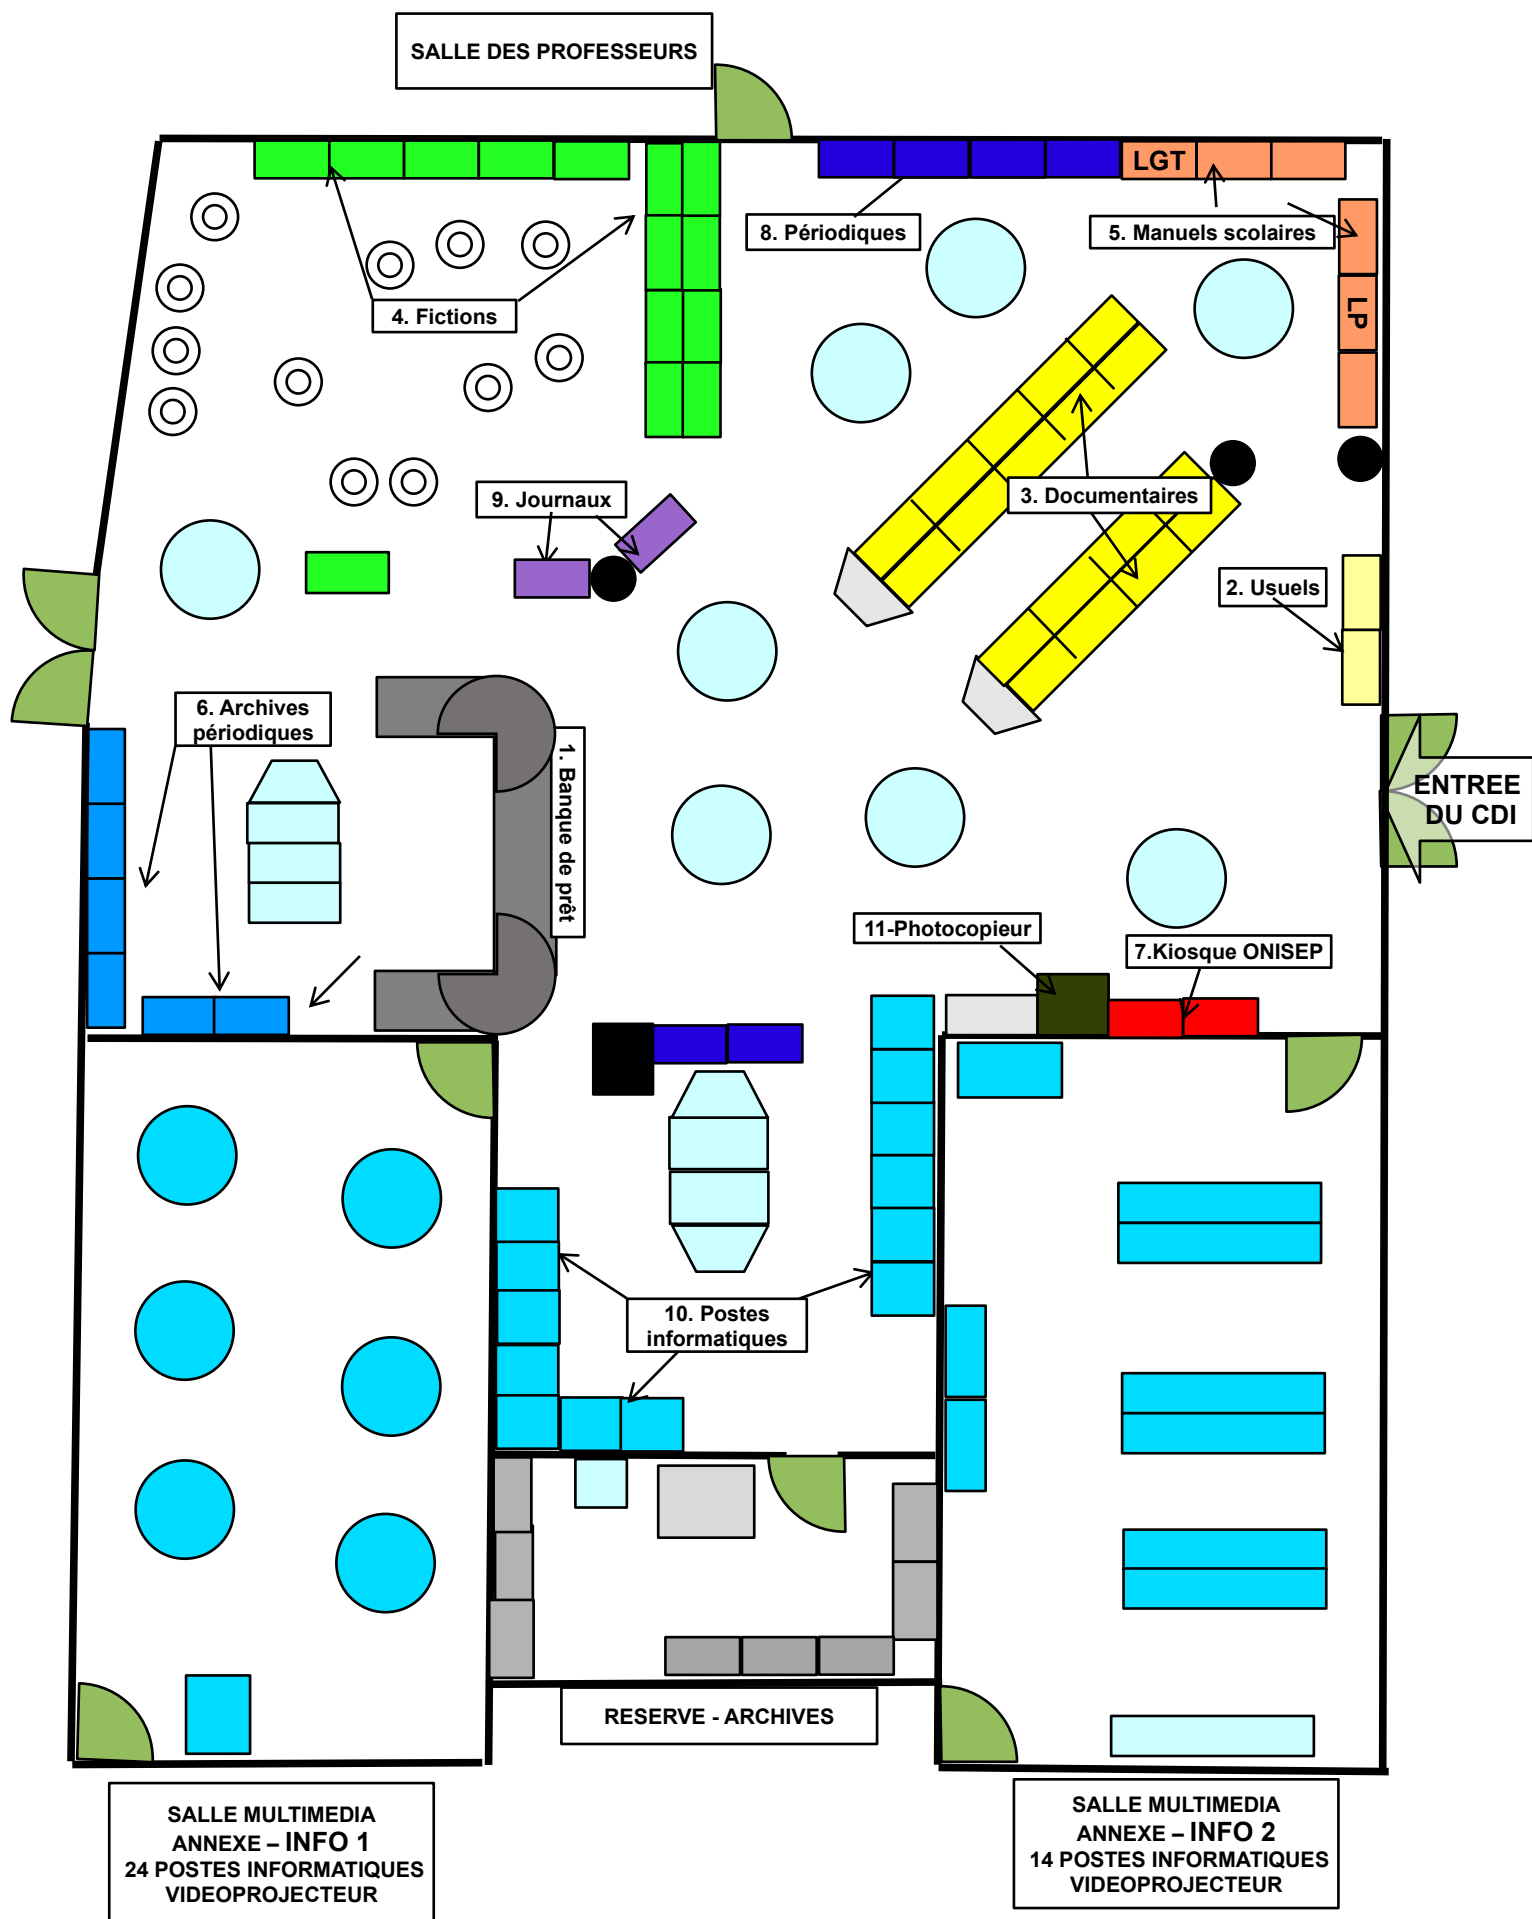 SALLE DES PROFESSEURS
LGT
8. Périodiques
5. Manuels scolaires
4. Fictions
LP
9. Journaux
3. Documentaires
2. Usuels
6. Archives
périodiques
1. Banque de prêt
ENTREE
DU CDI
11-Photocopieur
7.Kiosque ONISEP
10. Postes
informatiques
RESERVE - ARCHIVES
SALLE MULTIMEDIA
ANNEXE – INFO 1
24 POSTES INFORMATIQUES
VIDEOPROJECTEUR
SALLE MULTIMEDIA
ANNEXE – INFO 2
14 POSTES INFORMATIQUES
VIDEOPROJECTEUR